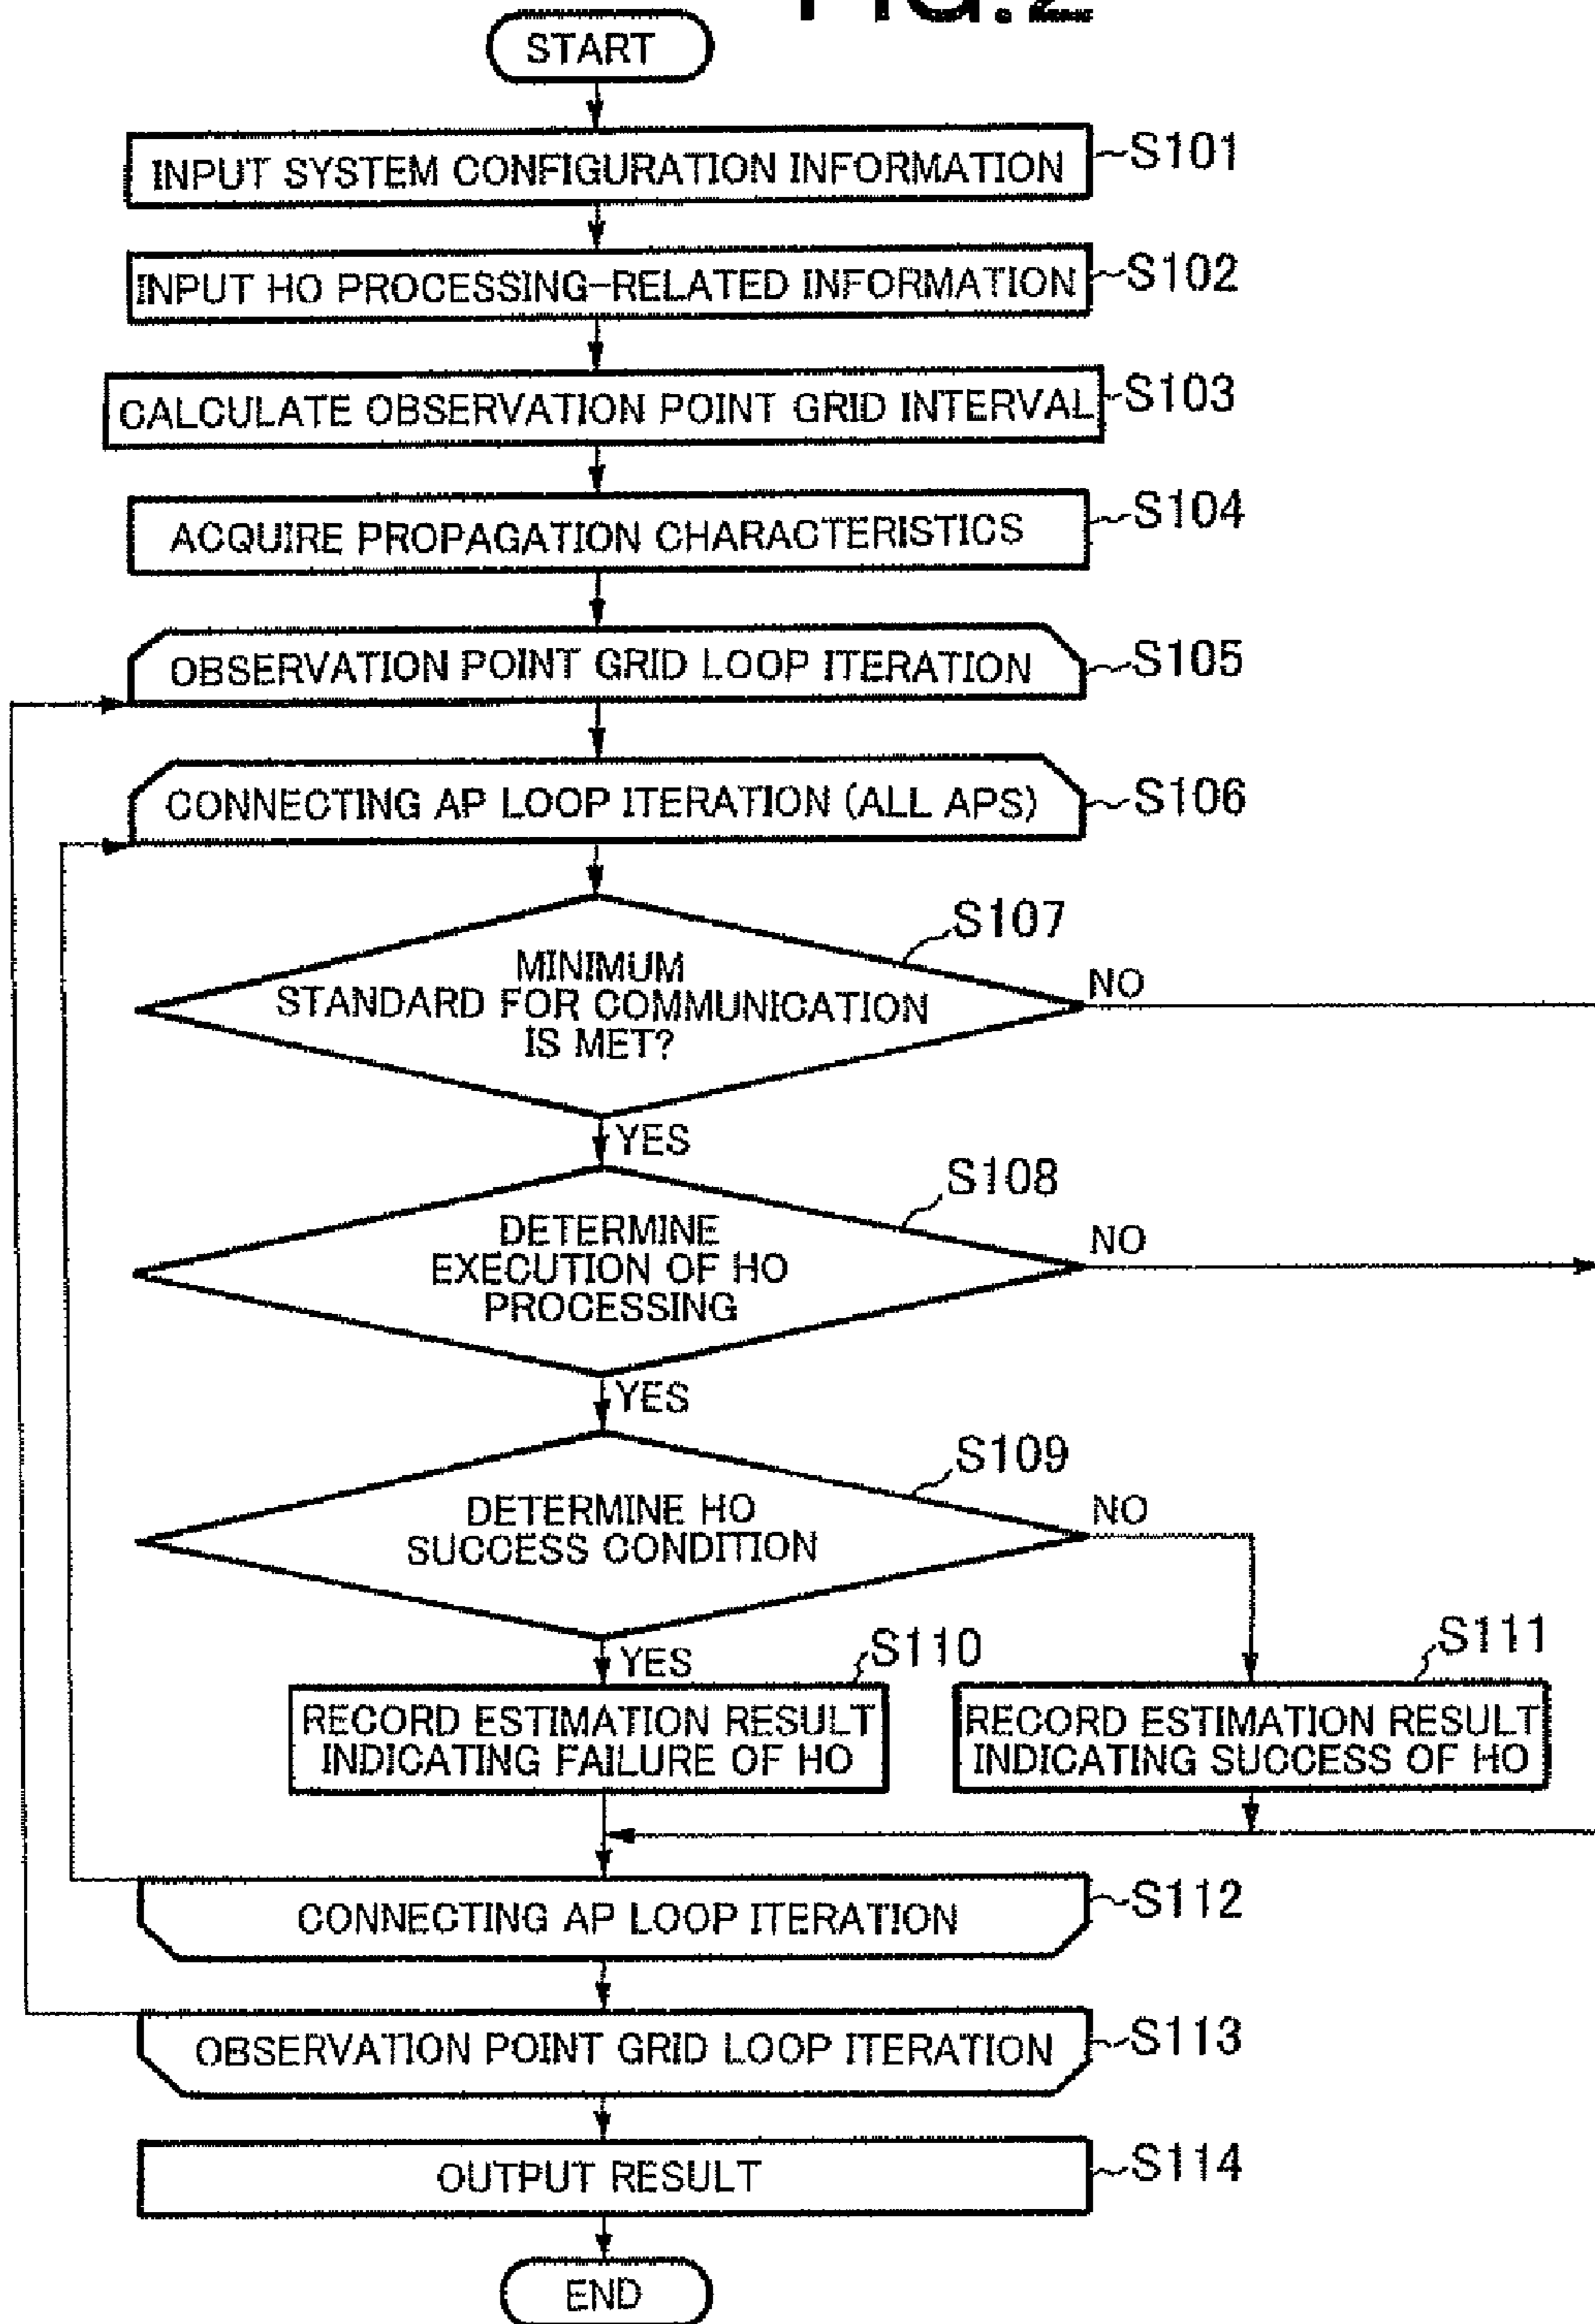 FIG.2
START
INPUT SYSTEM CONFIGURATION INFORMATION
S101
INPUT HO PROCESSING-RELATED INFORMATION
S102
CALCULATE OBSERVATION POINT GRID INTERVAL
S103
ACQUIRE PROPAGATION CHARACTERISTICS
S104
OBSERVATION POINT GRID LOOP ITERATION
S105
CONNECTING AP LOOP ITERATION (ALL APS)
S106
S107
MINIMUM
STANDARD FOR COMMUNICATION
IS MET?
NO
YES
S108
DETERMINE
EXECUTION OF HO
PROCESSING
NO
YES
S109
DETERMINE HO
SUCCESS CONDITION
NO
YES
S110
RECORD ESTIMATION RESULT
INDICATING FAILURE OF HO
S111
RECORD ESTIMATION RESULT
INDICATING SUCCESS OF HO
CONNECTING AP LOOP ITERATION
S112
OBSERVATION POINT GRID LOOP ITERATION
S113
OUTPUT RESULT
S114
END